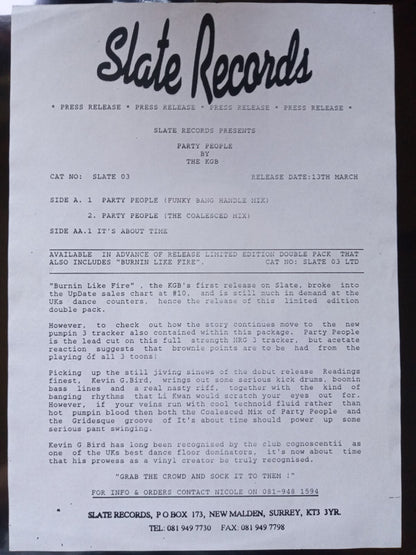 Slate Records
* PRESS RELEASE * PRESS RELEASE * PRESS RELEASE * PRESS RELEASE *
SLATE RECORDS PRESENTS
PARTY PEOPLE
BY
THE KGB
CAT NO: SLATE 03 RELEASE DATE:13TH MARCH
SIDE A. 1 PARTY PEOPLE (FUNKY BANG HANDLE MIX)
2. PARTY PEOPLE (THE COALESCED MIX)
SIDE AA.1 IT'S ABOUT TIME
AVAILABLE IN ADVANCE OF RELEASE LIMITED EDITION DOUBLE PACK THAT
ALSO INCLUDES "BURNIN LIKE FIRE". CAT NO: SLATE 03 LTD
"Burnin Like Fire" , the KGB's first release on Slate, broke into
the UpDate sales chart at #10. and is still much in demand at the
UKs dance counters, hence the release of this limited edition
double pack.
However, to check out how the story continues move to the new
pumpin 3 tracker also contained within this package. Party People
is the lead cut on this full strength NRG 3 tracker, but acetate
reaction suggests that brownie points are to be had from the
playing of all 3 toons!
Picking up the still jiving sinews of the debut release Readings
finest, Kevin G.Bird, wrings out some serious kick drums, boomin
bass lines and a real nasty riff, together with the kind of
banging rhythms that Li Kwan would scratch your eyes out for.
However, if your veins run with cool technoid fluid rather than
hot pumpin blood then both the Coalesced Mix of Party People and
the Gridesque groove of It's about time should power up some
serious pant swinging.
Kevin G Bird has long been recognised by the club cognoscentii as
one of the UKs best dance floor dominators, it's now about time
that his prowess as a vinyl creator be truly recognised.
"GRAB THE CROWD AND SOCK IT TO THEN !"
FOR INFO & ORDERS CONTACT NICOLE ON 081-948 1594
SLATE RECORDS, P O BOX 173, NEW MALDEN, SURREY, KT3 3YR.
TEL: 081 949 7730 FAX: 081 949 7798